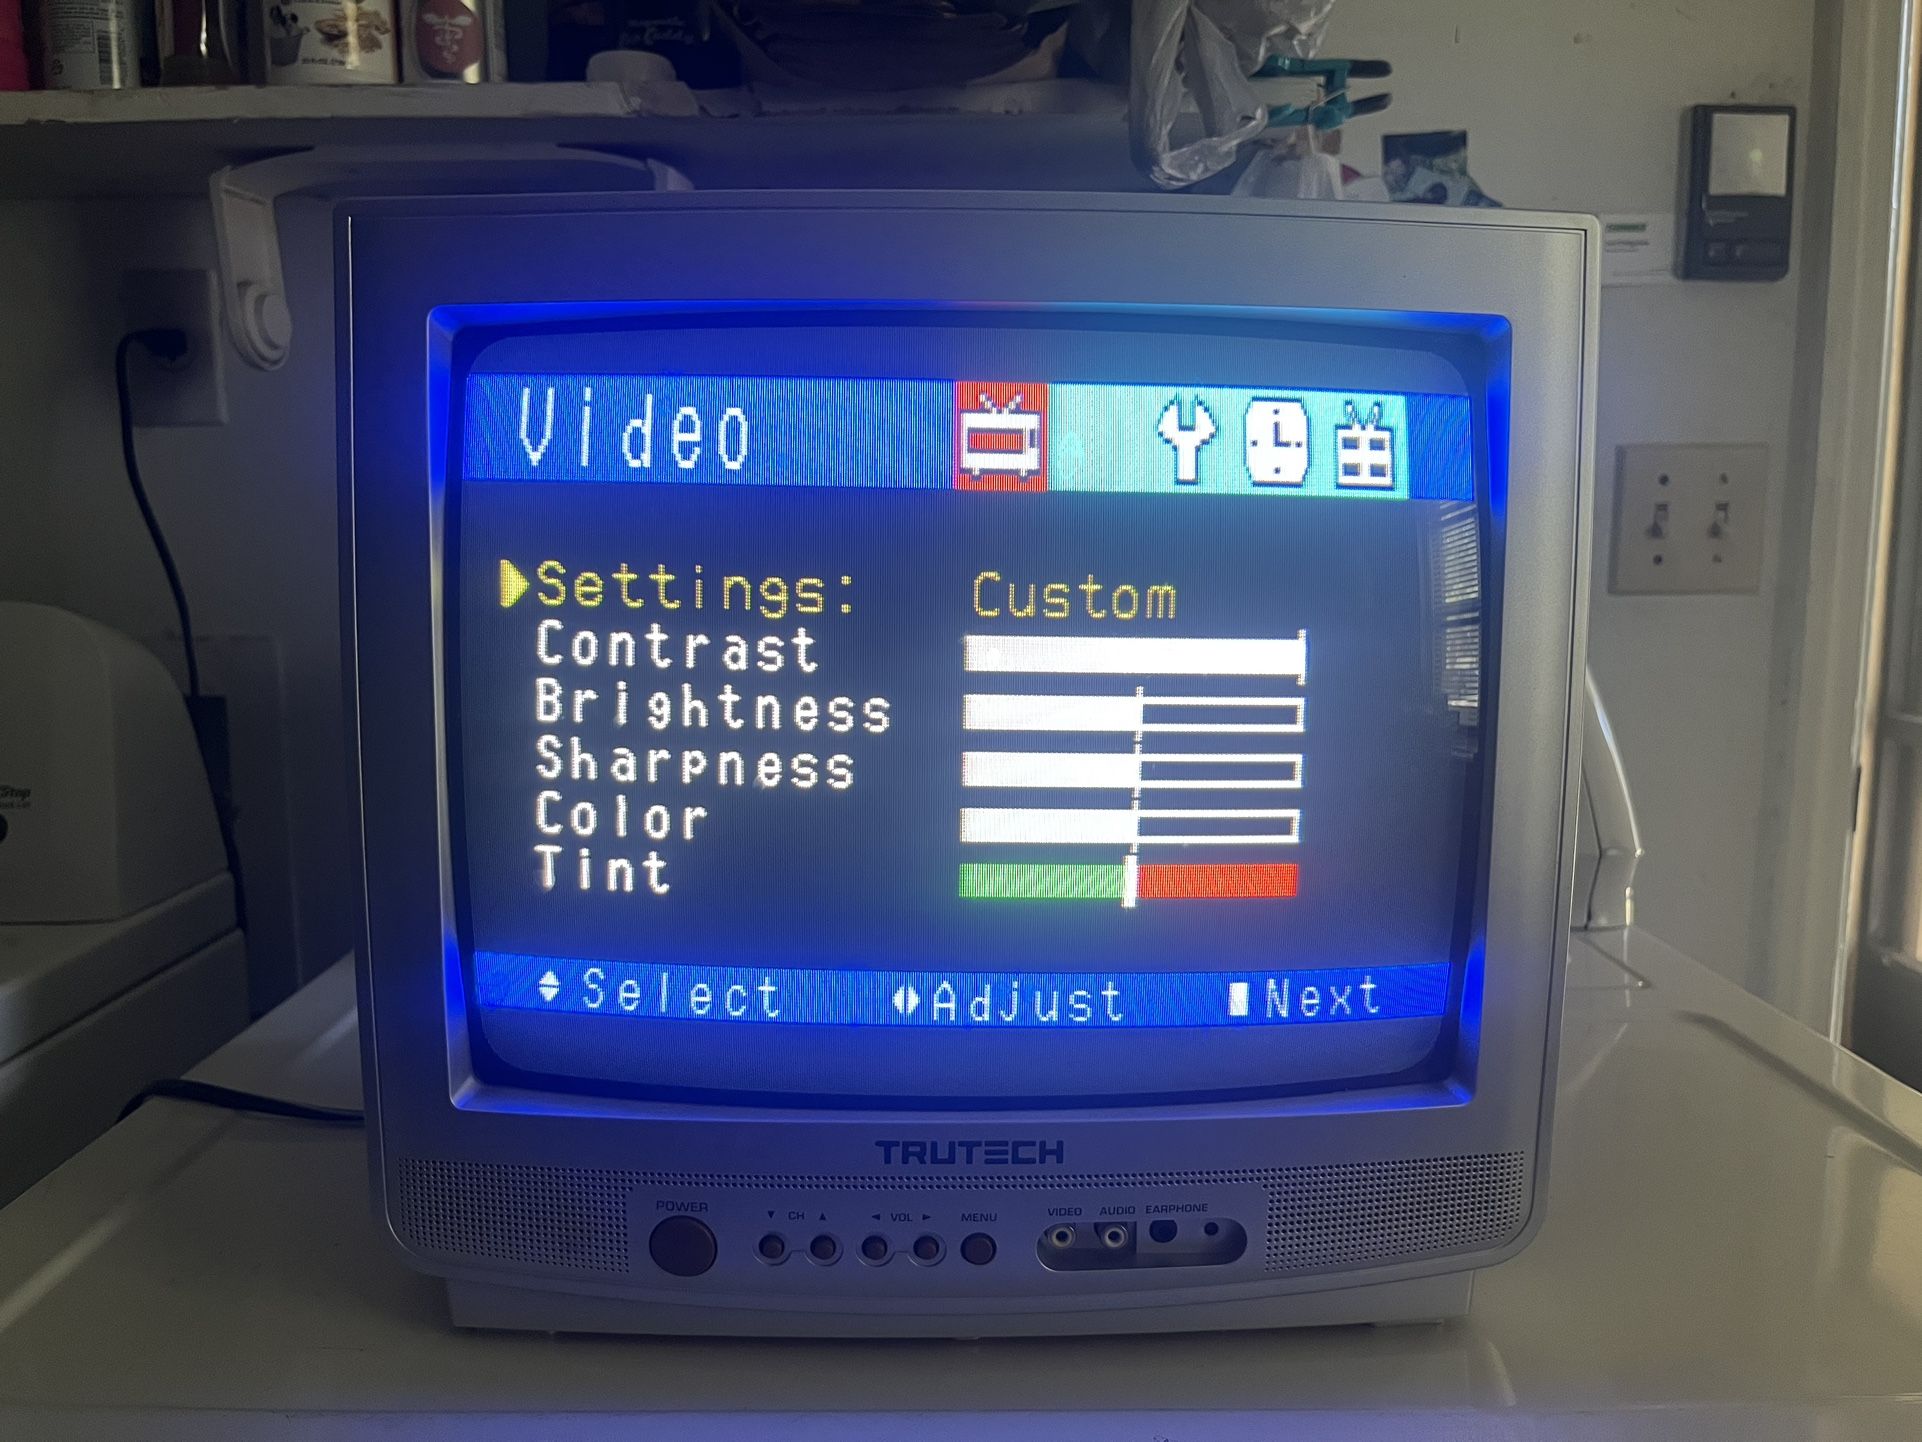 Video
Settings: Custom
Contrast
Brightness
Sharpness
Color
Tint
Select Adjust Next
TRUTECH
POWER
CH
VOL
MENU
VIDEO
AUDIO
EARPHONE